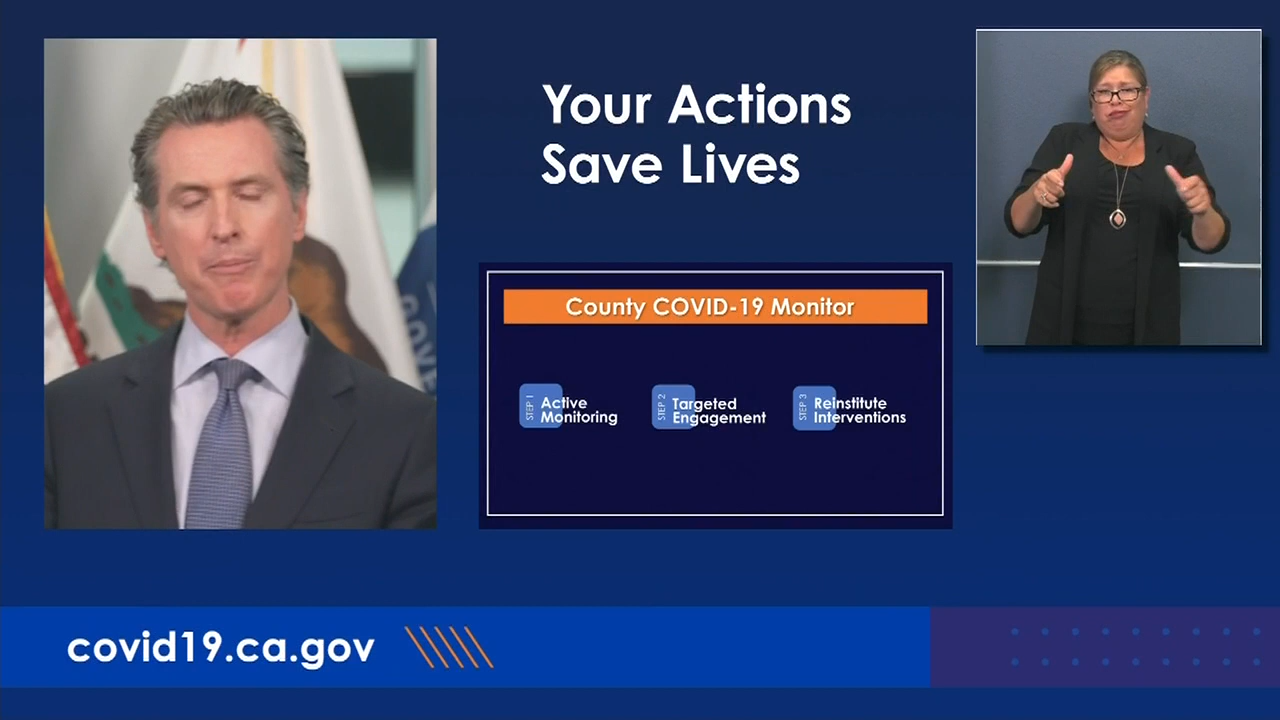 Your Actions
Save Lives
County COVID-19 Monitor
STEP 1
Active
Monitoring
STEP 2
Targeted
Engagement
STEP 3
Reinstitute
Interventions
covid19.ca.gov